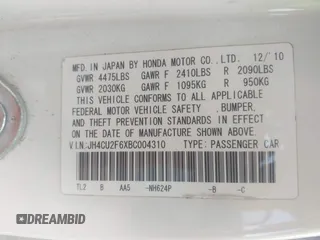 MFD. IN JAPAN BY HONDA MOTOR CO.,LTD. 12/10
GVWR 4475LBS GAWR F 2410LBS R 2090LBS
GVWR 2030KG GAWR F 1095KG R 950KG
THIS VEHICLE CONFORMS TO ALL APPLICABLE
FEDERAL MOTOR VEHICLE SAFETY ,BUMPER,
AND THEFT PREVENTION STANDARDS IN EFFECT ON
THE DATE OF MANUFACTURE SHOWN ABOVE.
V.I.N:JH4CU2F6XBC004310 TYPE: PASSENGER CAR
TL2 B AA5 -NH624P -B -C
DREAMBID